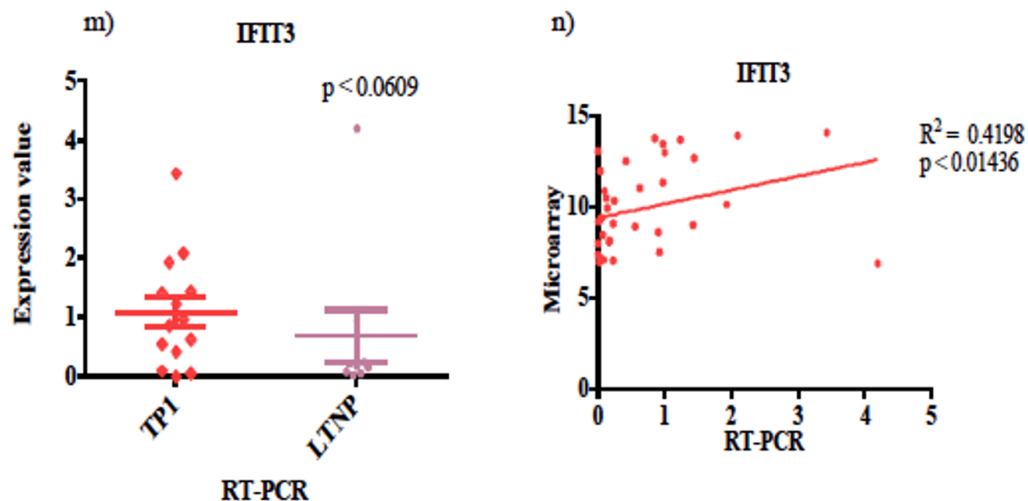 m)
IFIT3
p<0.0609
Expression value
5
4
3
2
1
0
TP1
LTNP
RT-PCR
n)
IFIT3
R² = 0.4198
p<0.01436
Microarray
15
10
5
0
0 1 2 3 4 5
RT-PCR